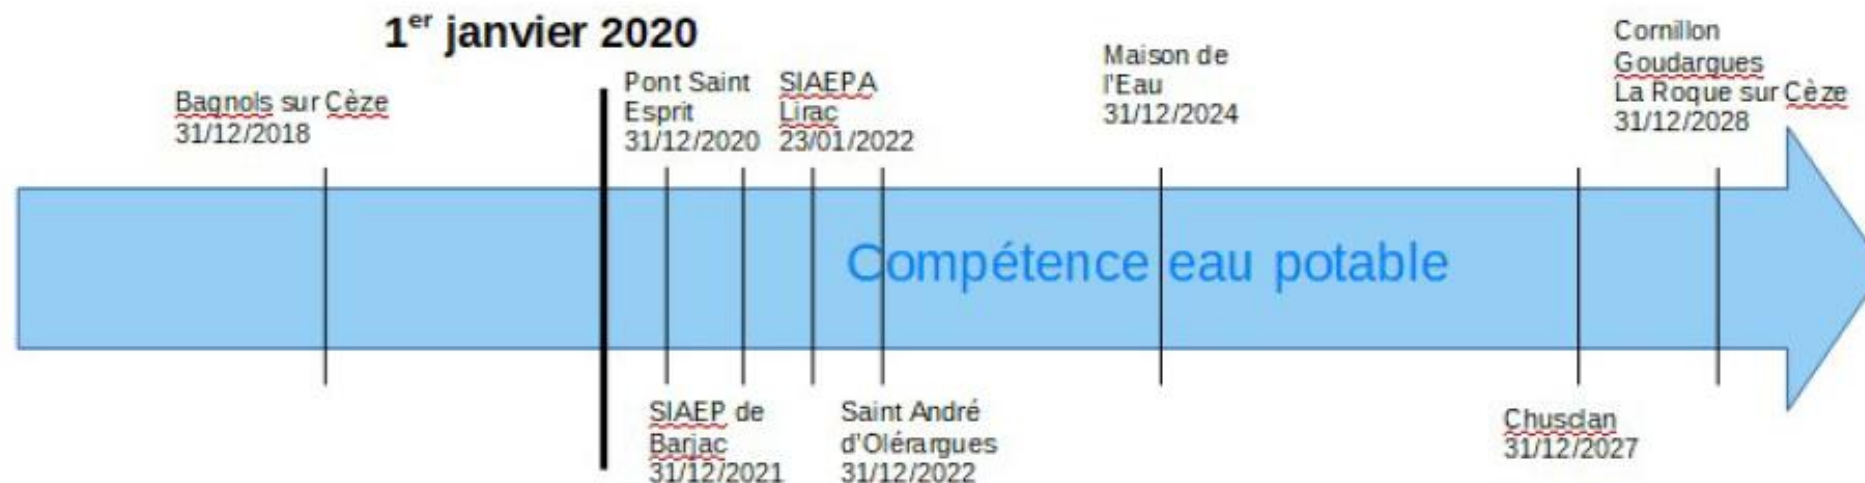 1er janvier 2020
Bagnols sur Cèze
31/12/2018
Pont Saint
Esprit
31/12/2020
SIAEPA
Lirac
23/01/2022
Maison de
l'Eau
31/12/2024
Cornillon
Goudargues
La Roque sur Cèze
31/12/2028
Compétence eau potable
SIAEP de
Barjac
31/12/2021
Saint André
d'Olérargues
31/12/2022
Chusclan
31/12/2027